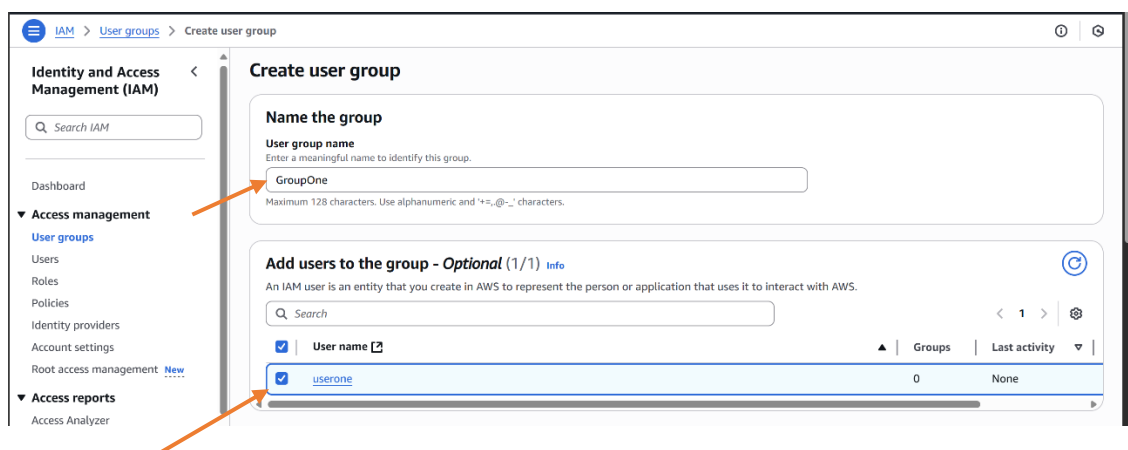 IAM > User groups > Create user group
Identity and Access Management (IAM)
Search IAM
Dashboard
Access management
User groups
Users
Roles
Policies
Identity providers
Account settings
Root access management New
Access reports
Access Analyzer
Create user group
Name the group
User group name
Enter a meaningful name to identify this group.
GroupOne
Maximum 128 characters. Use alphanumeric and '+=,.@-_' characters.
Add users to the group - Optional (1/1) Info
An IAM user is an entity that you create in AWS to represent the person or application that uses it to interact with AWS.
Search
< 1 >
User name Groups Last activity
userone 0 None